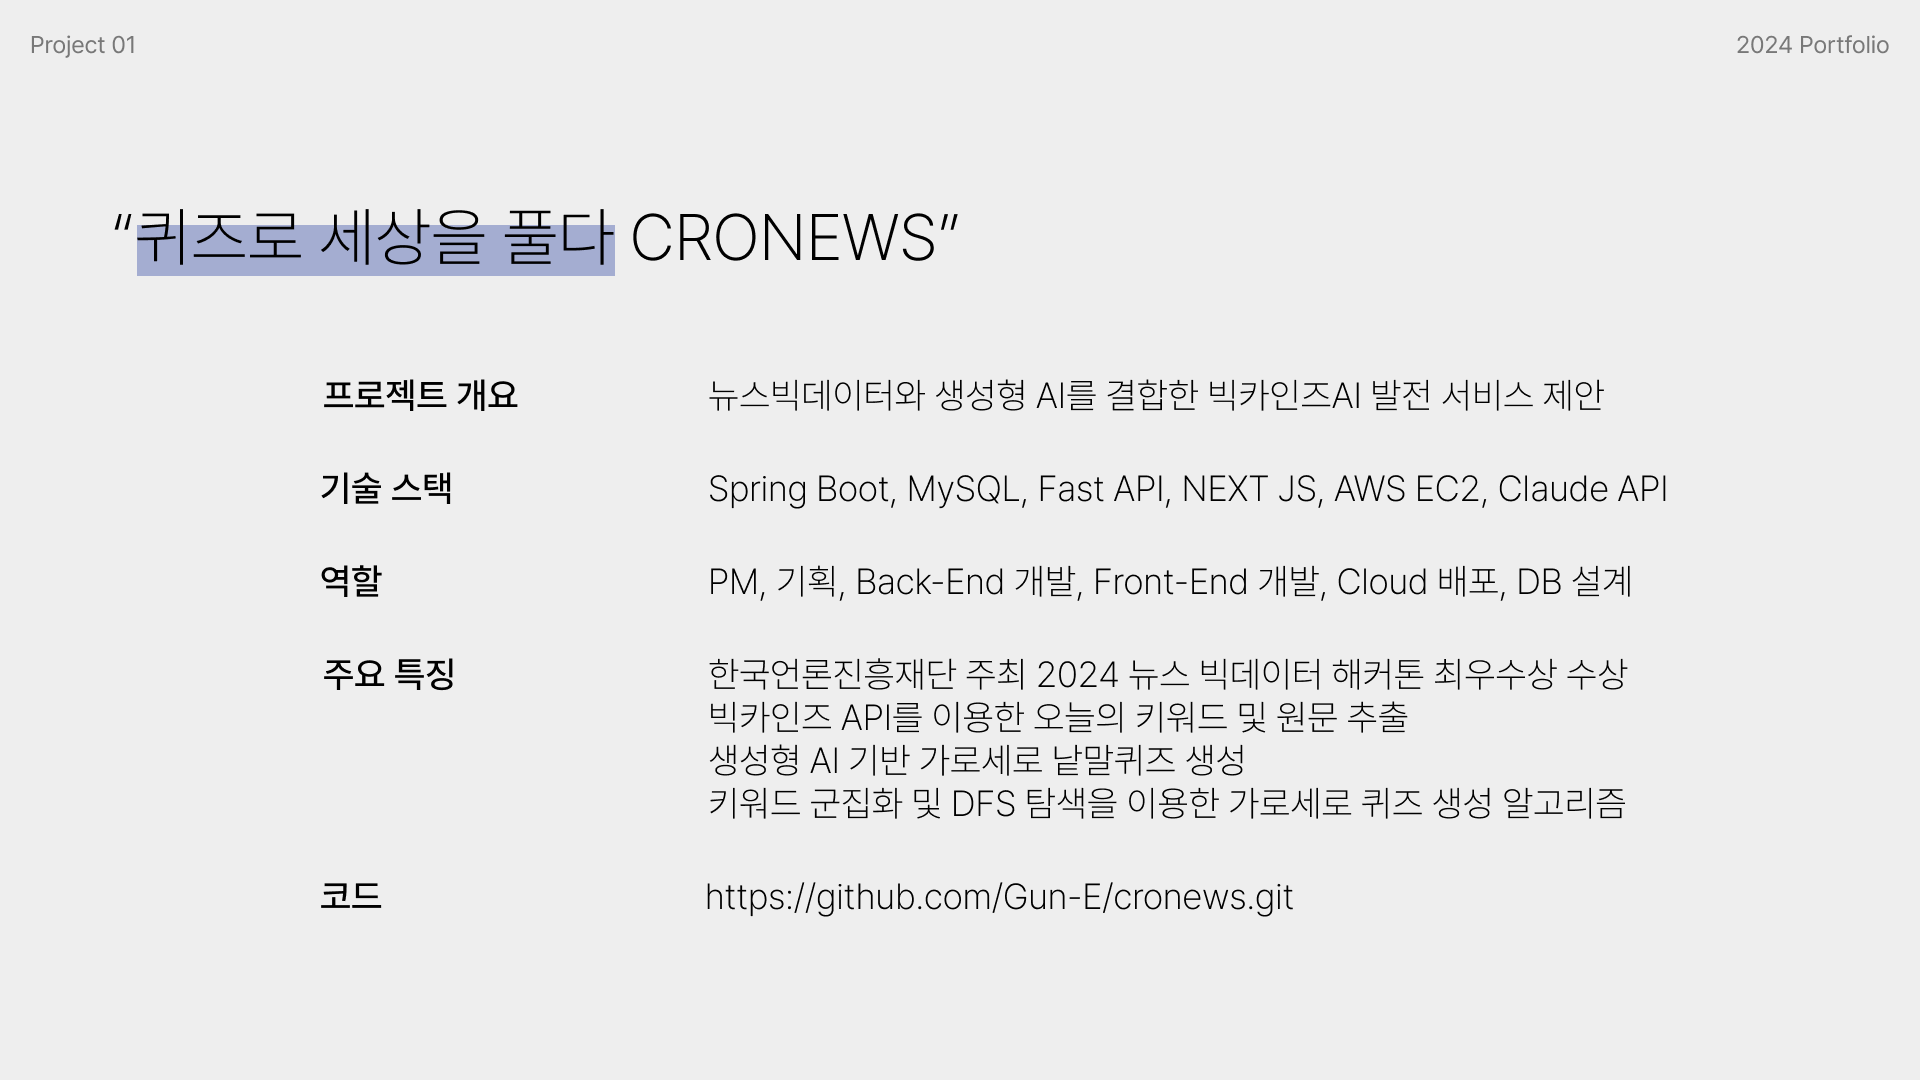 Project 01
2024 Portfolio
“퀴즈로 세상을 풀다 CRONEWS”
프로젝트 개요
뉴스빅데이터와 생성형 AI를 결합한 빅카인즈AI 발전 서비스 제안
기술 스택
Spring Boot, MySQL, Fast API, NEXT JS, AWS EC2, Claude API
역할
PM, 기획, Back-End 개발, Front-End 개발, Cloud 배포, DB 설계
주요 특징
한국언론진흥재단 주최 2024 뉴스 빅데이터 해커톤 최우수상 수상
빅카인즈 API를 이용한 오늘의 키워드 및 원문 추출
생성형 AI 기반 가로세로 낱말퀴즈 생성
키워드 군집화 및 DFS 탐색을 이용한 가로세로 퀴즈 생성 알고리즘
코드
https://github.com/Gun-E/cronews.git